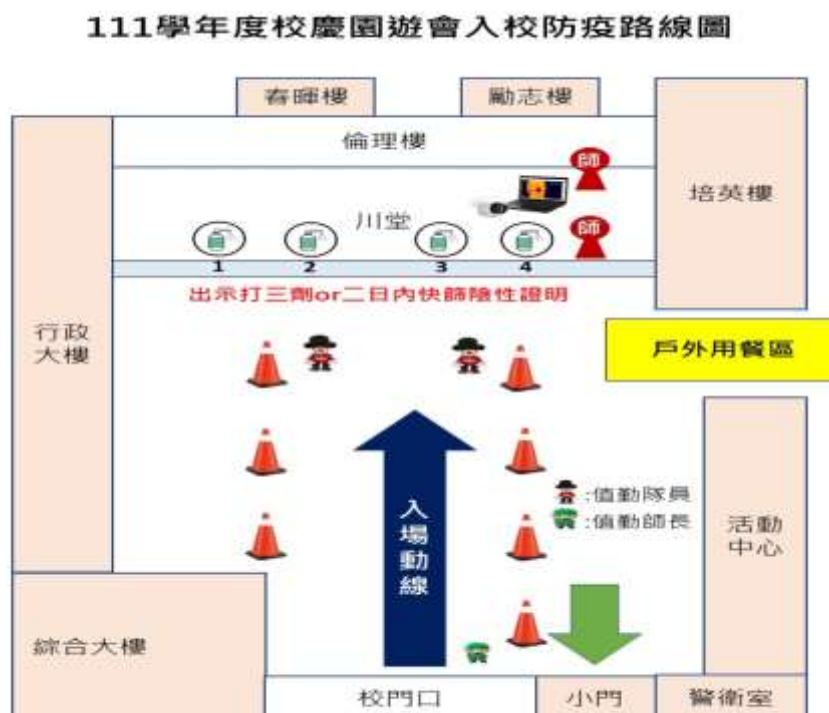 111學年度校慶園遊會入校防疫路線圖
春暉樓
勵志樓
倫理樓
師
培英樓
川堂
師
1
2
3
4
出示打三劑or二日內快篩陰性證明
行政
大樓
戶外用餐區
入場動線
:值勤隊員
:值勤師長
活動
中心
綜合大樓
校門口
小門
警衛室